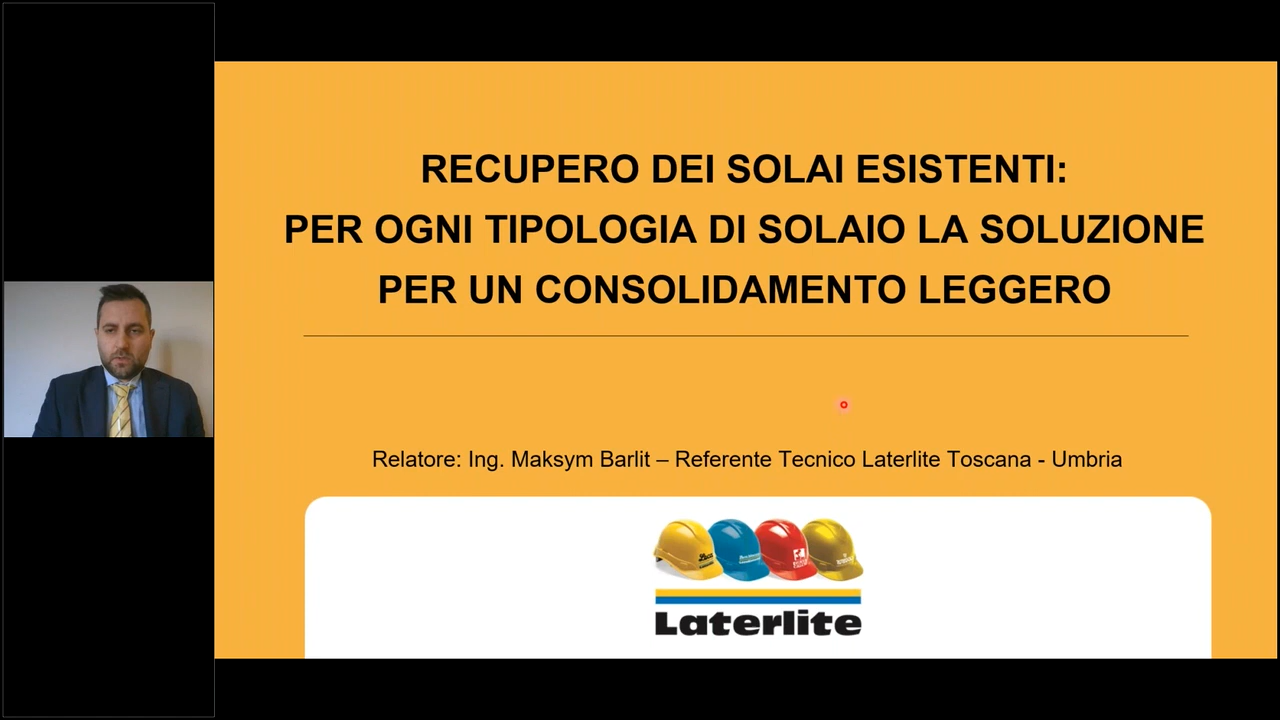 RECUPERO DEI SOLAI ESISTENTI:
PER OGNI TIPOLOGIA DI SOLAIO LA SOLUZIONE
PER UN CONSOLIDAMENTO LEGGERO
Relatore: Ing. Maksym Barlit – Referente Tecnico Laterlite Toscana - Umbria
Leca
Laterlite